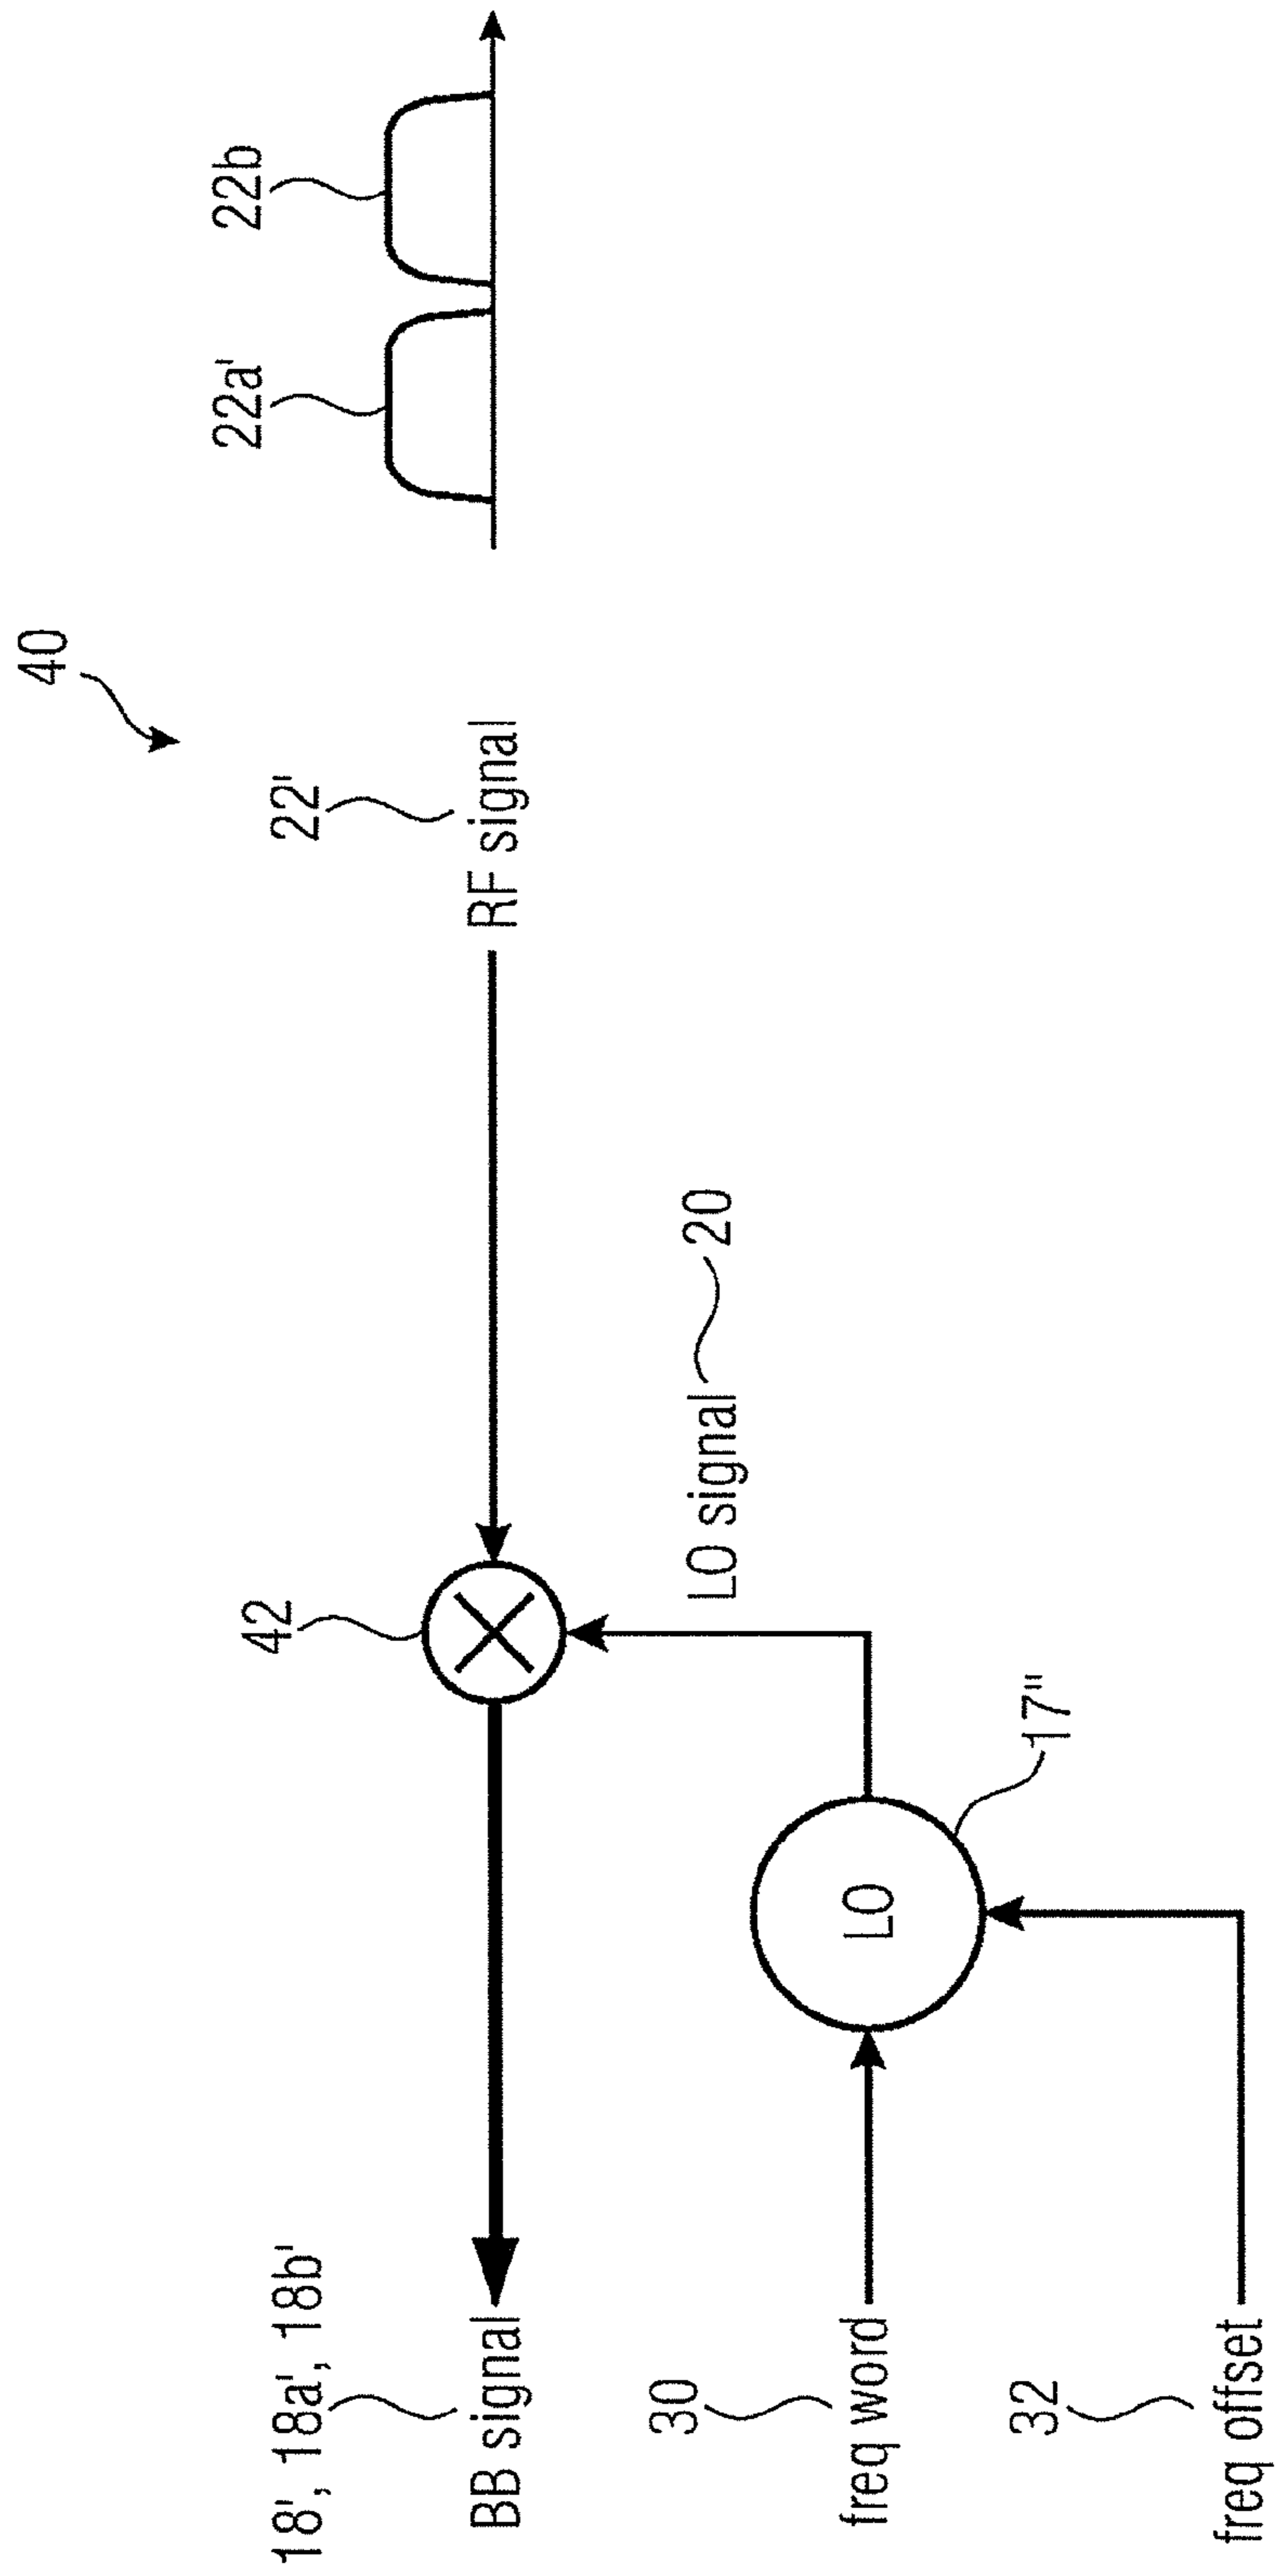 40
22a'
22b
22'
RF signal
42
18', 18a', 18b'
BB signal
LO signal
20
30
freq word
LO
17"
32
freq offset